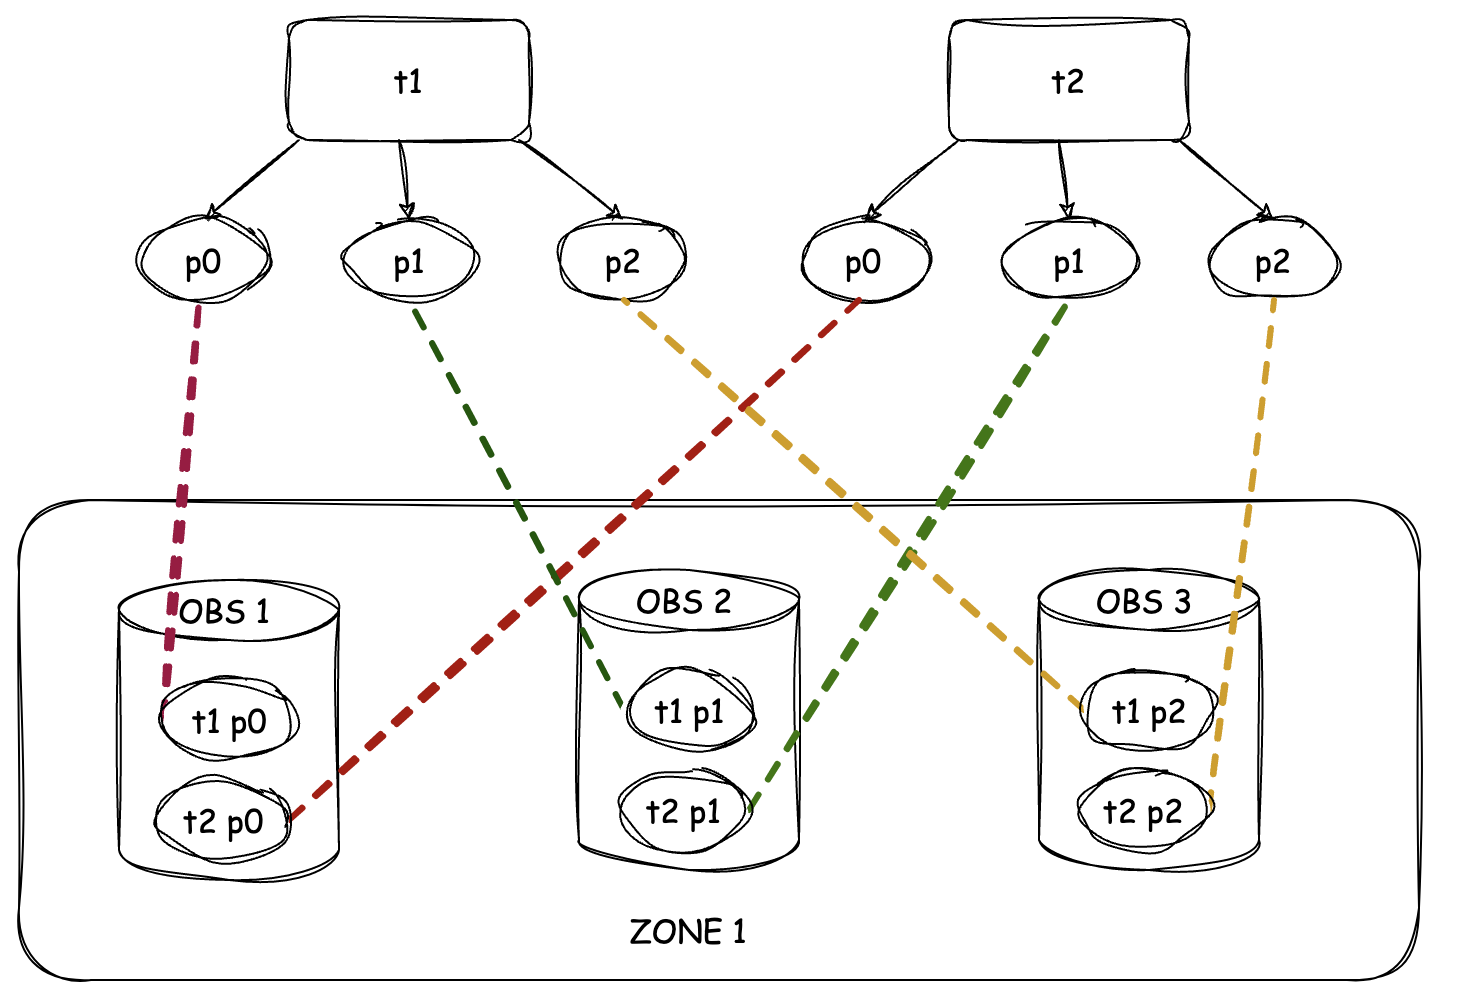 t1
t2
p0
p1
p2
p0
p1
p2
OBS 1
OBS 2
OBS 3
t1 p0
t1 p1
t1 p2
t2 p0
t2 p1
t2 p2
ZONE 1